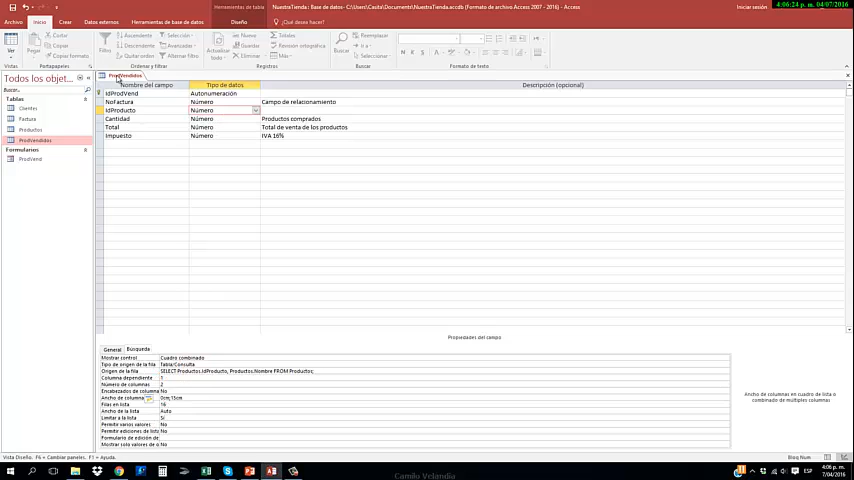 NuestraTienda : Base de datos- C:\Users\Casita\Documents\NuestraTienda.accdb (Formato de archivo Access 2007 - 2016) - Access
Herramientas de tabla
Iniciar sesión
4:06:24 p. m. 04/07/2016
Archivo Inicio Crear Datos externos Herramientas de base de datos Diseño ¿Qué desea hacer?
Ver
Pegar
Cortar
Copiar
Copiar formato
Filtro
Ascendente
Descendente
Quitar orden
Selección
Avanzadas
Alternar filtro
Actualizar todo
Nuevo
Guardar
Eliminar
Buscar
Reemplazar
N K S
Vistas Portapapeles Ordenar y filtrar Registros Buscar Formato de texto
Todos los objet...
Buscar...
Tablas
Clientes
Factura
Productos
ProdVendidos
Formularios
ProdVend
ProdVendidos
Nombre del campo Tipo de datos Descripción (opcional)
IdProdVend Autonumeración
NoFactura Número Campo de relacionamiento
IdProducto Número
Cantidad Número Productos comprados
Total Número Total de venta de los productos
Impuesto Número IVA 16%
Propiedades del campo
General Búsqueda
Mostrar control Cuadro combinado
Tipo de origen de la fila Tabla/Consulta
Origen de la fila SELECT Productos.IdProducto, Productos.Nombre FROM Productos;
Columna dependiente 1
Número de columnas 2
Encabezados de columna No
Ancho de columna 0cm;15cm
Filas en lista 16
Ancho de la lista Auto
Limitar a la lista Sí
Permitir varios valores No
Permitir ediciones de lista No
Formulario de edición de
Mostrar solo valores de o No
Ancho de columnas en cuadro de lista o
combinado de múltiples columnas
Vista Diseño. F6 = Cambiar paneles. F1 = Ayuda.
Bloq Num
ESP
4:06 p. m.
7/04/2016
Camilu Velandia